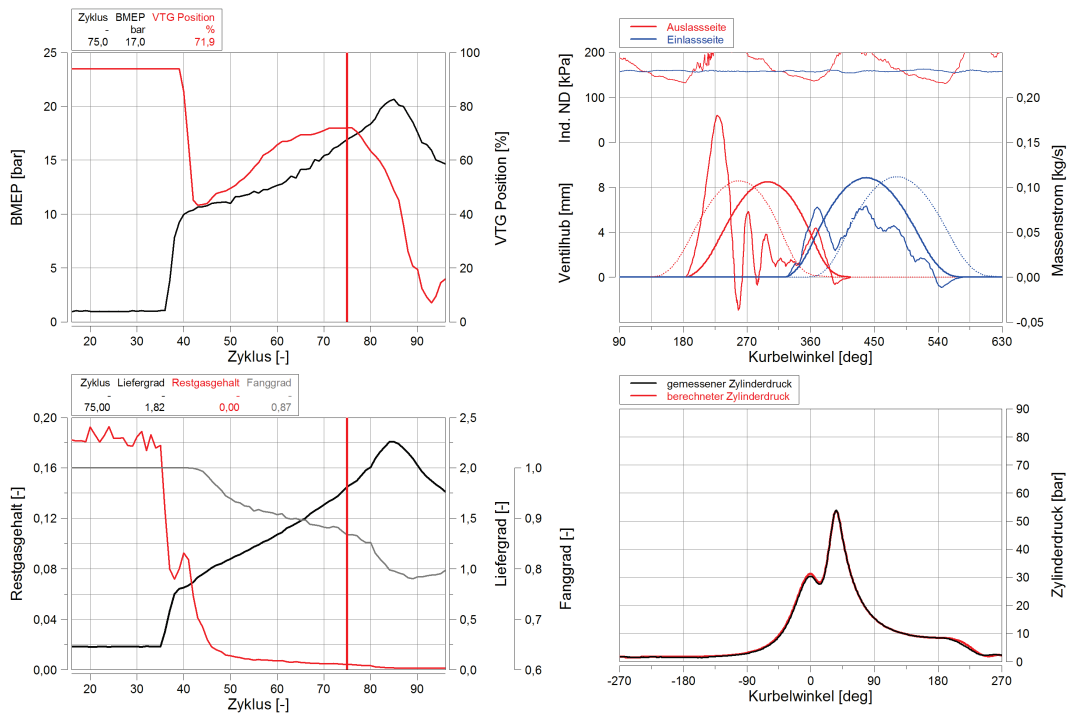 Zyklus BMEP VTG Position
- bar %
75,0 17,0 71,9
25
20
15
10
5
0
BMEP [bar]
100
80
60
40
20
0
VTG Position [%]
20 30 40 50 60 70 80 90
Zyklus [-]
Auslassseite
Einlassseite
200
100
0
Ind. ND [kPa]
8
4
0
Ventilhub [mm]
0,20
0,15
0,10
0,05
0,00
-0,05
Massenstrom [kg/s]
90 180 270 360 450 540 630
Kurbelwinkel [deg]
Zyklus Liefergrad Restgasgehalt Fanggrad
- - - -
75,00 1,82 0,00 0,87
0,20
0,16
0,12
0,08
0,04
0,00
Restgasgehalt [-]
2,5
2,0
1,5
1,0
0,5
0,0
Liefergrad [-]
1,0
0,9
0,8
0,7
0,6
Fanggrad [-]
20 30 40 50 60 70 80 90
Zyklus [-]
gemessener Zylinderdruck
berechneter Zylinderdruck
90
80
70
60
50
40
30
20
10
0
Zylinderdruck [bar]
-270 -180 -90 0 90 180 270
Kurbelwinkel [deg]